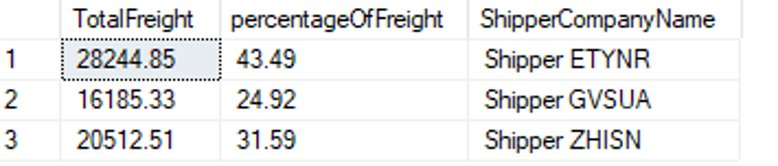 TotalFreight percentageOfFreight ShipperCompanyName
1 28244.85 43.49 Shipper ETYNR
2 16185.33 24.92 Shipper GVSUA
3 20512.51 31.59 Shipper ZHISN